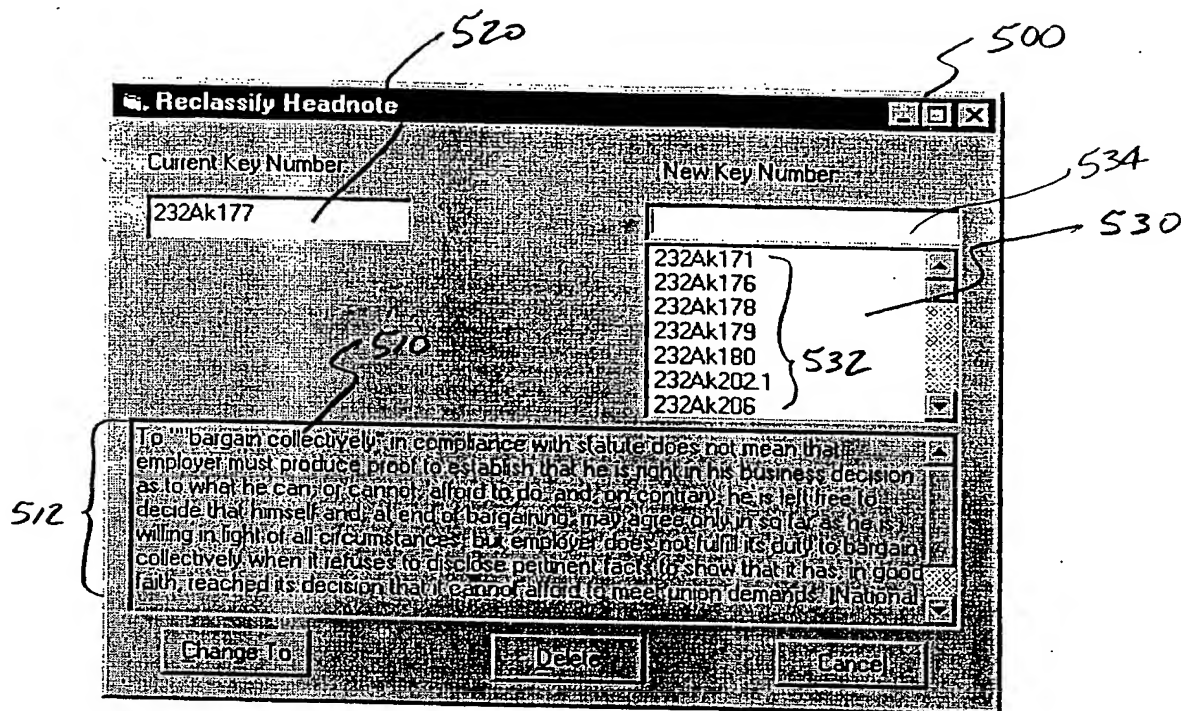 520
500
Reclassify Headnote
Current Key Number:
New Key Number:
534
232Ak177
530
232Ak171
232Ak176
232Ak178
232Ak179
232Ak180
232Ak202.1
232Ak206
532
510
512
To '"bargain collectively" in compliance with statute does not mean that
employer must produce proof to establish that he is right in his business decision
as to what he can, or cannot, afford to do, and, on contrary, he is left free to
decide that himself and, at end of bargaining, may agree only in so far as he is
willing in light of all circumstances, but employer does not fulfill its duty to bargain
collectively when it refuses to disclose pertinent facts to show that it has, in good
faith, reached its decision that it cannot afford to meet union demands. National
Change To
Delete
Cancel